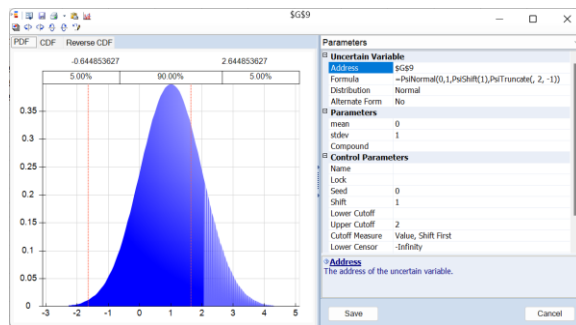 $G$9
PDF CDF Reverse CDF
-0.644853627 2.644853627
5.00% 90.00% 5.00%
0.35
0.3
0.25
0.2
0.15
0.1
0.05
0
-3 -2 -1 0 1 2 3 4 5
Parameters
Uncertain Variable
Address $G$9
Formula =PsiNormal(0,1,PsiShift(1),PsiTruncate(, 2, -1))
Distribution Normal
Alternate Form No
Parameters
mean 0
stdev 1
Compound
Control Parameters
Name
Lock
Seed 0
Shift 1
Lower Cutoff
Upper Cutoff 2
Cutoff Measure Value, Shift First
Lower Censor -Infinity
Address
The address of the uncertain variable.
Save Cancel